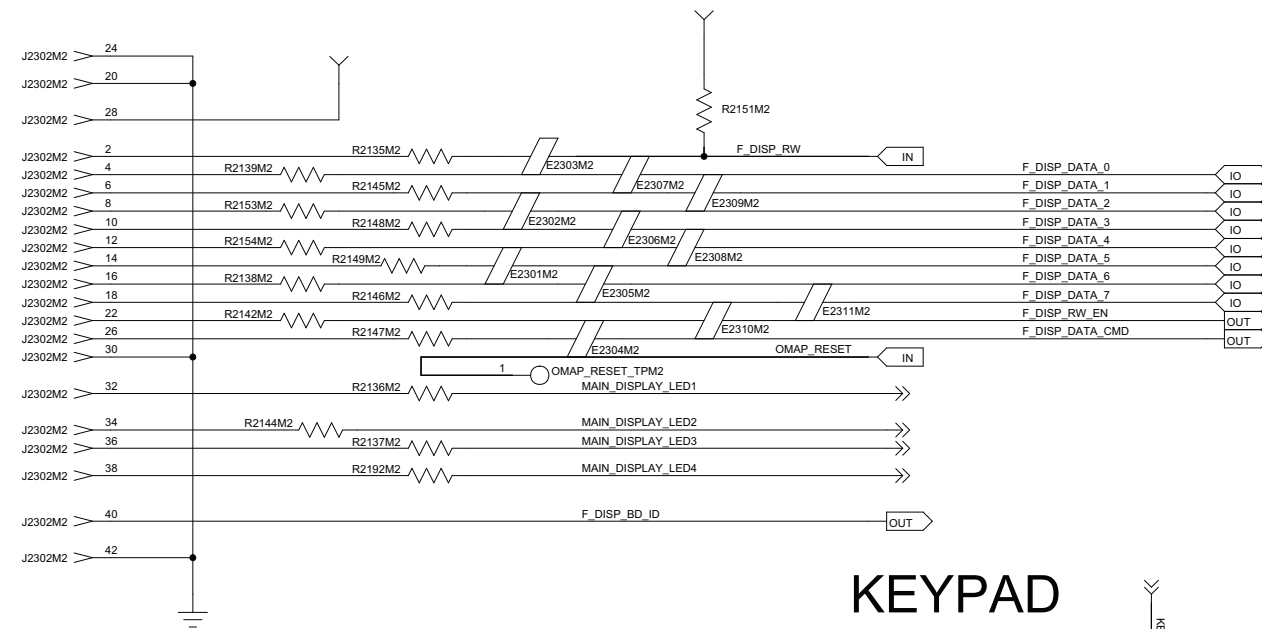 J2302M2 24
J2302M2 20
J2302M2 28
R2151M2
J2302M2 2 R2135M2 F_DISP_RW IN
E2303M2
J2302M2 4 R2139M2 F_DISP_DATA_0 IO
E2307M2
J2302M2 6 R2145M2 F_DISP_DATA_1 IO
E2309M2
J2302M2 8 R2153M2 F_DISP_DATA_2 IO
E2302M2
J2302M2 10 R2148M2 F_DISP_DATA_3 IO
E2306M2
J2302M2 12 R2154M2 F_DISP_DATA_4 IO
E2308M2
J2302M2 14 R2149M2 F_DISP_DATA_5 IO
E2301M2
J2302M2 16 R2138M2 F_DISP_DATA_6 IO
E2305M2
J2302M2 18 R2146M2 F_DISP_DATA_7 IO
E2311M2
J2302M2 22 R2142M2 F_DISP_RW_EN OUT
E2310M2
J2302M2 26 R2147M2 F_DISP_DATA_CMD OUT
E2304M2
J2302M2 30 OMAP_RESET IN
1 OMAP_RESET_TPM2
J2302M2 32 R2136M2 MAIN_DISPLAY_LED1
J2302M2 34 R2144M2 MAIN_DISPLAY_LED2
J2302M2 36 R2137M2 MAIN_DISPLAY_LED3
J2302M2 38 R2192M2 MAIN_DISPLAY_LED4
J2302M2 40 F_DISP_BD_ID OUT
J2302M2 42
KEYPAD
KE